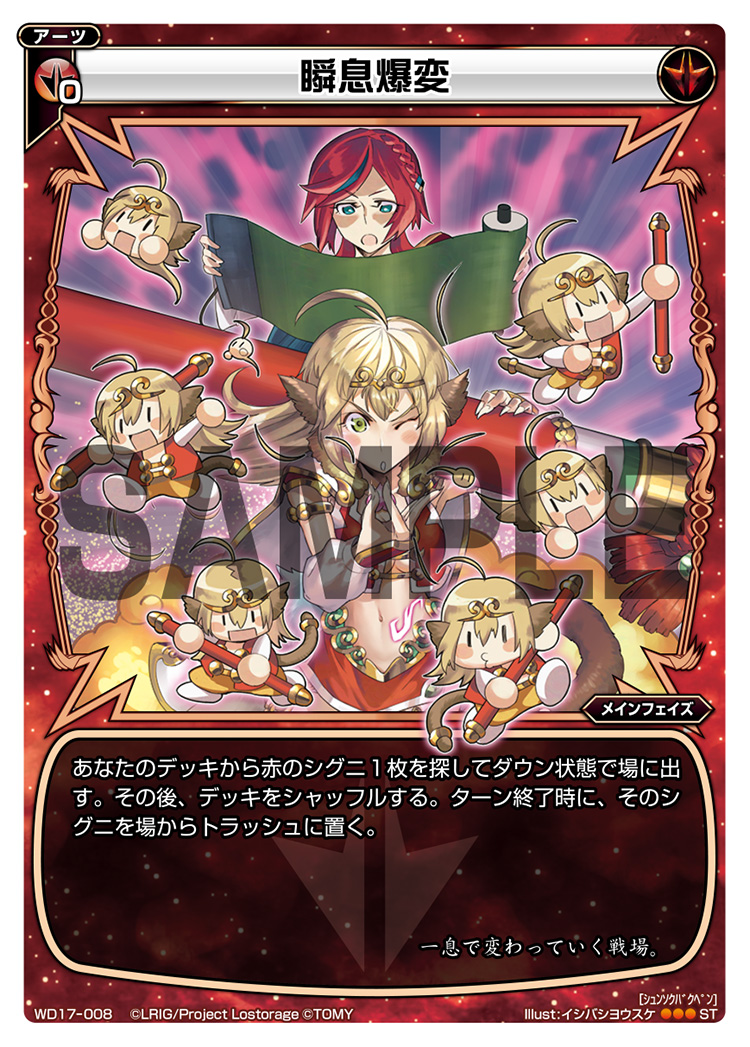 アーツ
0
瞬息爆変
SAMPLE
メインフェイズ
あなたのデッキから赤のシグニ1枚を探してダウン状態で場に出
す。その後、デッキをシャッフルする。ターン終了時に、そのシ
グニを場からトラッシュに置く。
一息で変わっていく戦場。
[シュンソクバクペン]
WD17-008 ©LRIG/Project Lostorage ©TOMY Illust:イシバシヨウスケ ST